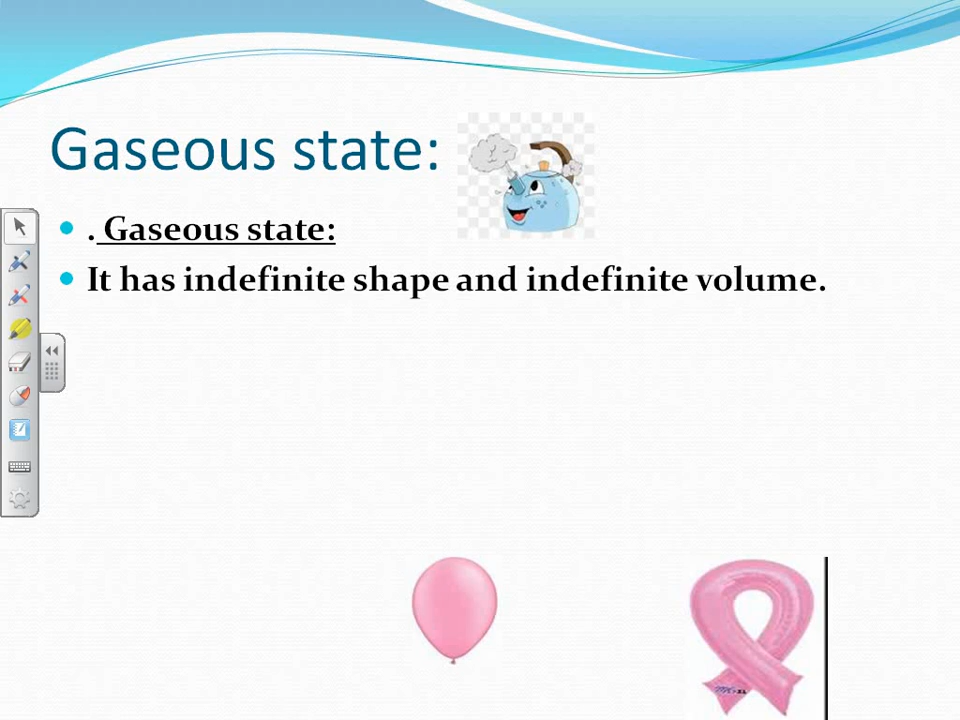 Gaseous state:
. Gaseous state:
It has indefinite shape and indefinite volume.